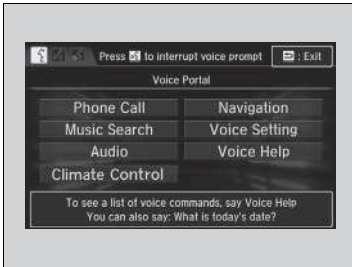 Press to interrupt voice prompt
: Exit
Voice Portal
Phone Call
Navigation
Music Search
Voice Setting
Audio
Voice Help
Climate Control
To see a list of voice commands, say Voice Help
You can also say: What is today's date?